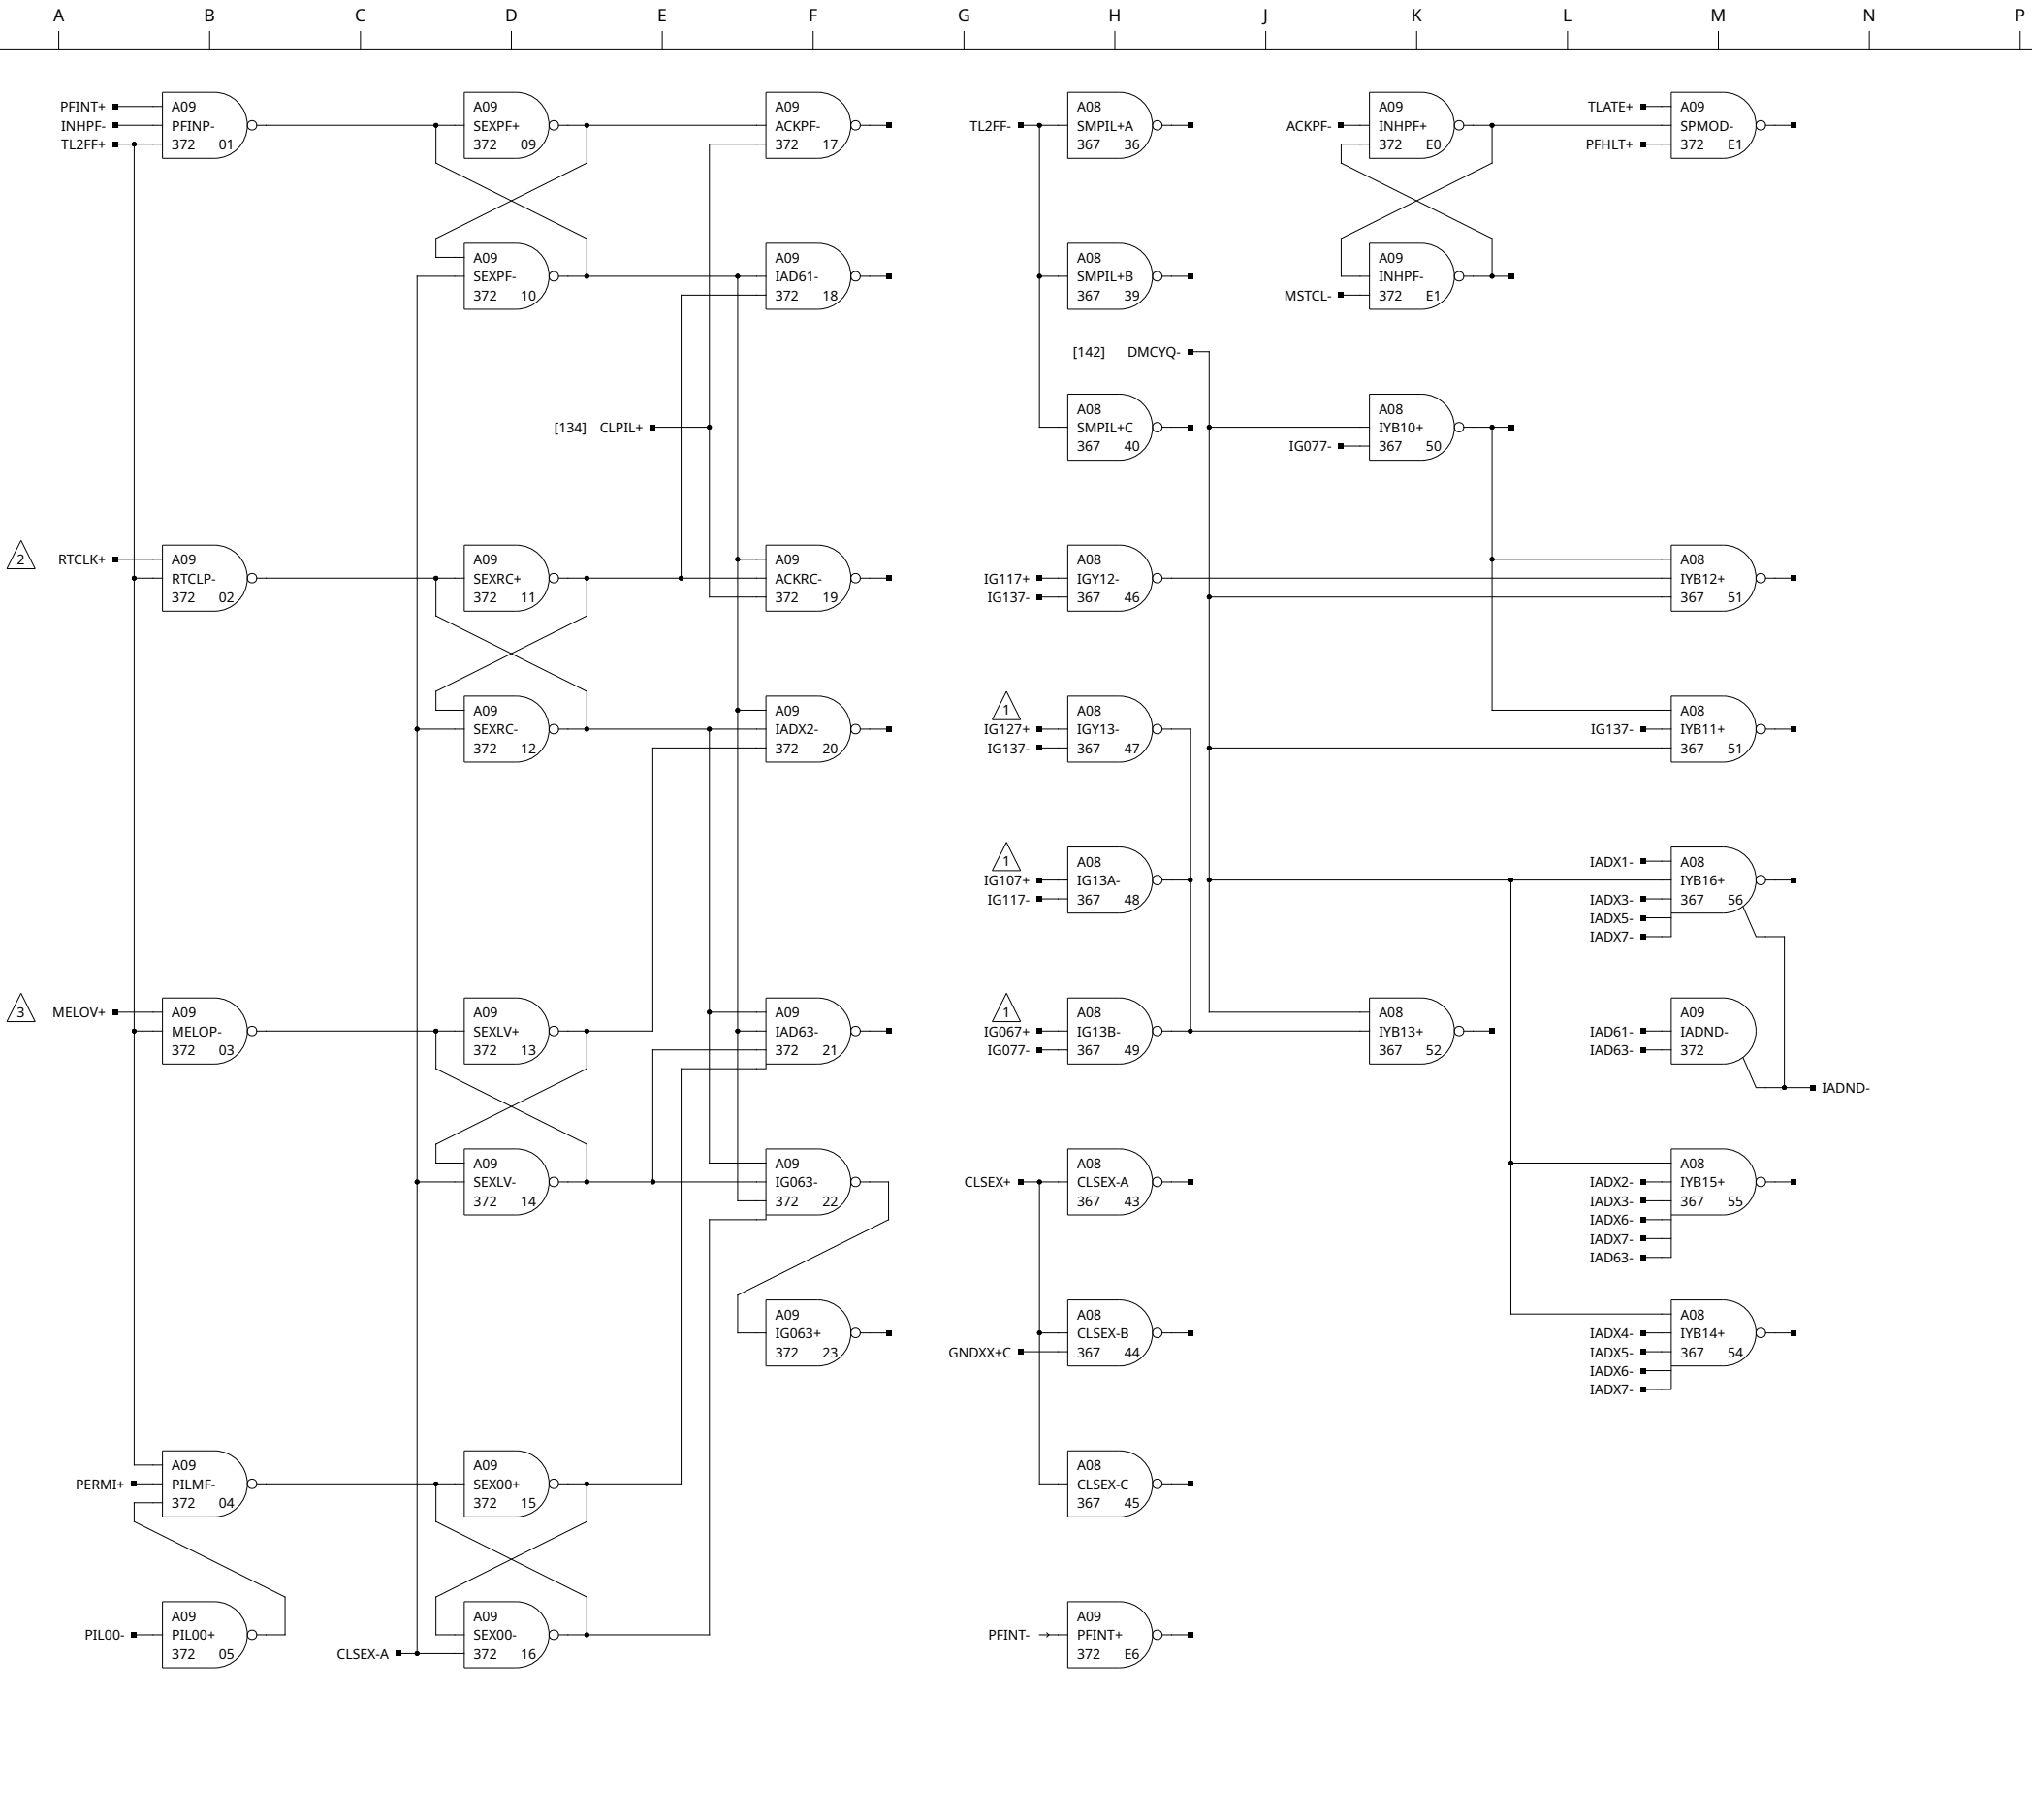 A B C D E F G H J K L M N P
PFINT+
INHPF-
TL2FF+
A09
PFINP-
372 01
A09
SEXPF+
372 09
A09
ACKPF-
372 17
TL2FF-
A08
SMPIL+A
367 36
ACKPF-
A09
INHPF+
372 E0
TLATE+
PFHLT+
A09
SPMOD-
372 E1
A09
SEXPF-
372 10
A09
IAD61-
372 18
A08
SMPIL+B
367 39
MSTCL-
A09
INHPF-
372 E1
[142] DMCYQ-
[134] CLPIL+
A08
SMPIL+C
367 40
IG077-
A08
IYB10+
367 50
2
RTCLK+
A09
RTCLP-
372 02
A09
SEXRC+
372 11
A09
ACKRC-
372 19
IG117+
IG137-
A08
IGY12-
367 46
A08
IYB12+
367 51
A09
SEXRC-
372 12
A09
IADX2-
372 20
1
IG127+
IG137-
A08
IGY13-
367 47
IG137-
A08
IYB11+
367 51
1
IG107+
IG117-
A08
IG13A-
367 48
IADX1-
IADX3-
IADX5-
IADX7-
A08
IYB16+
367 56
3
MELOV+
A09
MELOP-
372 03
A09
SEXLV+
372 13
A09
IAD63-
372 21
1
IG067+
IG077-
A08
IG13B-
367 49
A08
IYB13+
367 52
IAD61-
IAD63-
A09
IADND-
372
IADND-
A09
SEXLV-
372 14
A09
IG063-
372 22
CLSEX+
A08
CLSEX-A
367 43
IADX2-
IADX3-
IADX6-
IADX7-
IAD63-
A08
IYB15+
367 55
A09
IG063+
372 23
GNDXX+C
A08
CLSEX-B
367 44
IADX4-
IADX5-
IADX6-
IADX7-
A08
IYB14+
367 54
PERMI+
A09
PILMF-
372 04
A09
SEX00+
372 15
A08
CLSEX-C
367 45
PIL00-
A09
PIL00+
372 05
CLSEX-A
A09
SEX00-
372 16
PFINT-
A09
PFINT+
372 E6